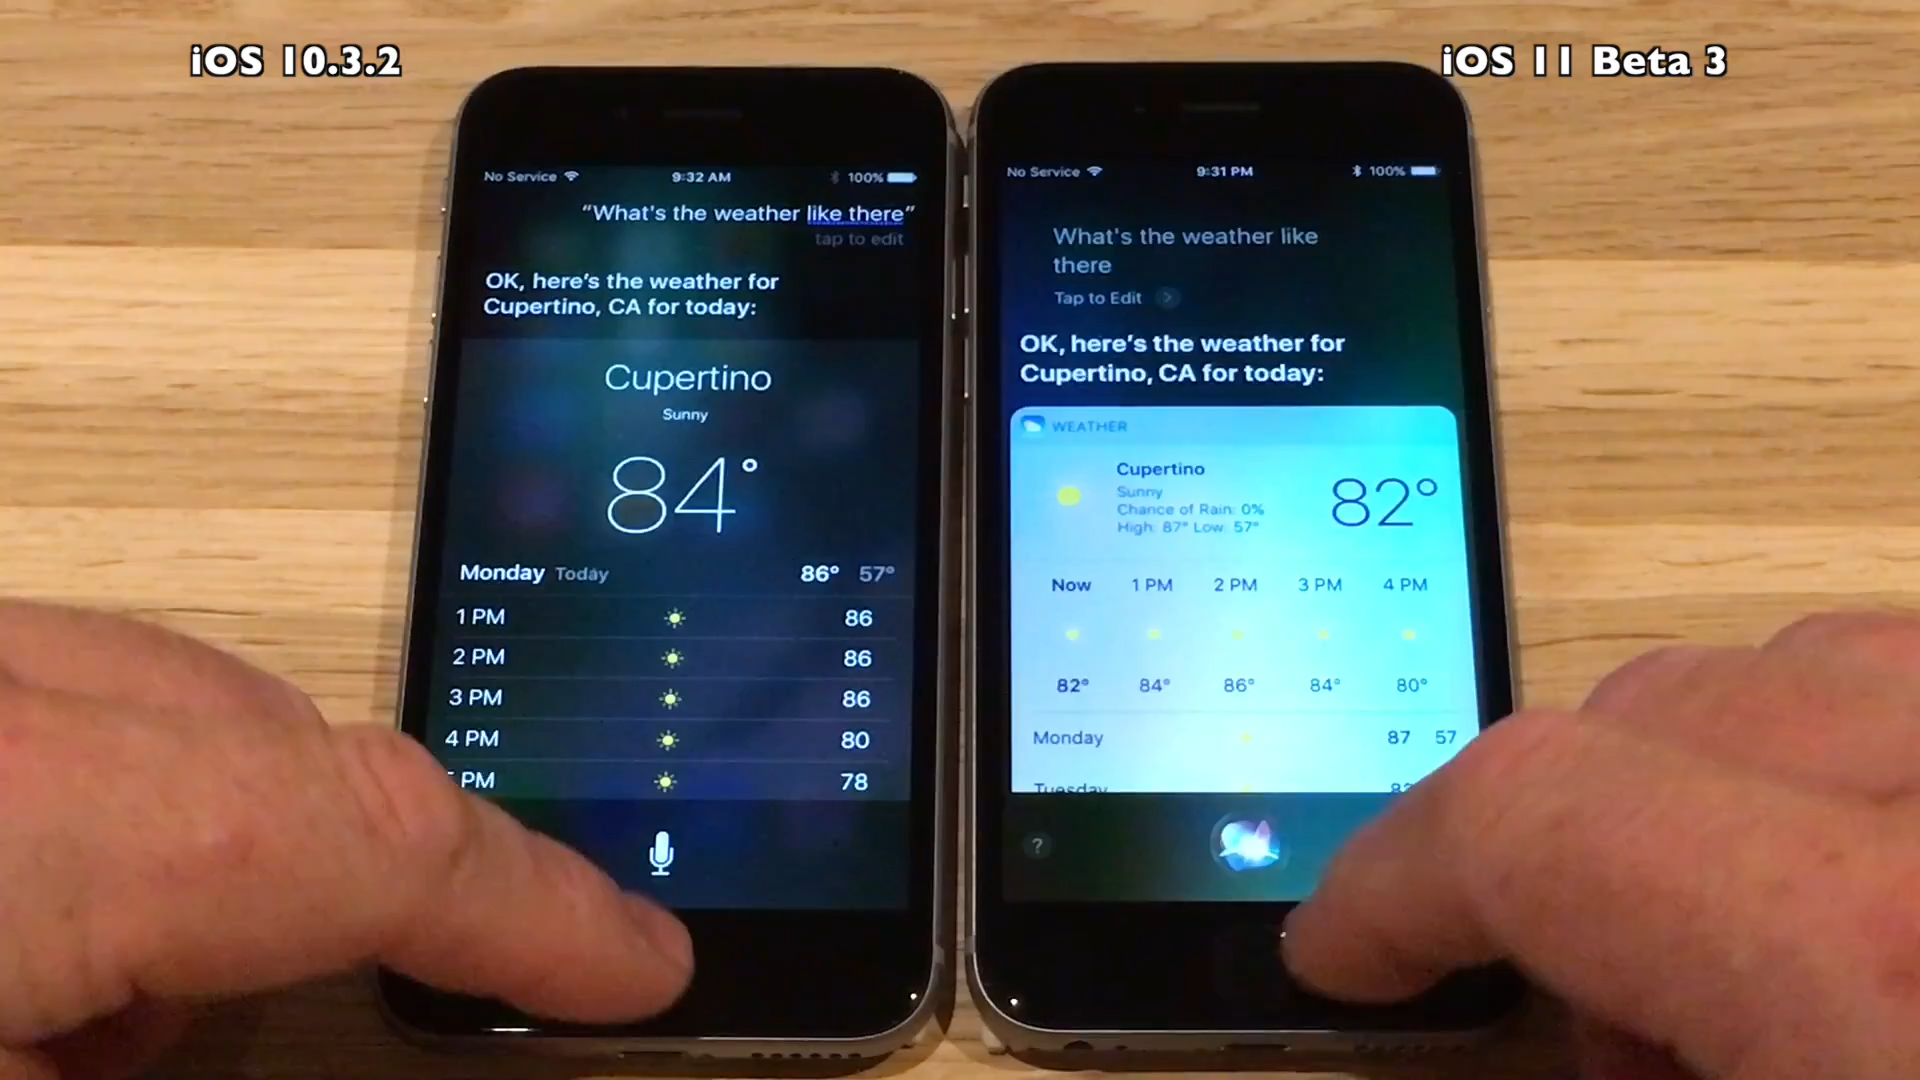 iOS 10.3.2
iOS 11 Beta 3
No Service 9:32 AM 100%
“What's the weather like there”
tap to edit
OK, here's the weather for
Cupertino, CA for today:
Cupertino
Sunny
84°
Monday Today 86° 57°
1 PM 86
2 PM 86
3 PM 86
4 PM 80
PM 78
No Service 9:31 PM 100%
What's the weather like
there
Tap to Edit >
OK, here's the weather for
Cupertino, CA for today:
WEATHER
Cupertino
Sunny
Chance of Rain: 0%
High: 87° Low: 57°
82°
Now 1 PM 2 PM 3 PM 4 PM
82° 84° 86° 84° 80°
Monday 87 57
Tuesday
?